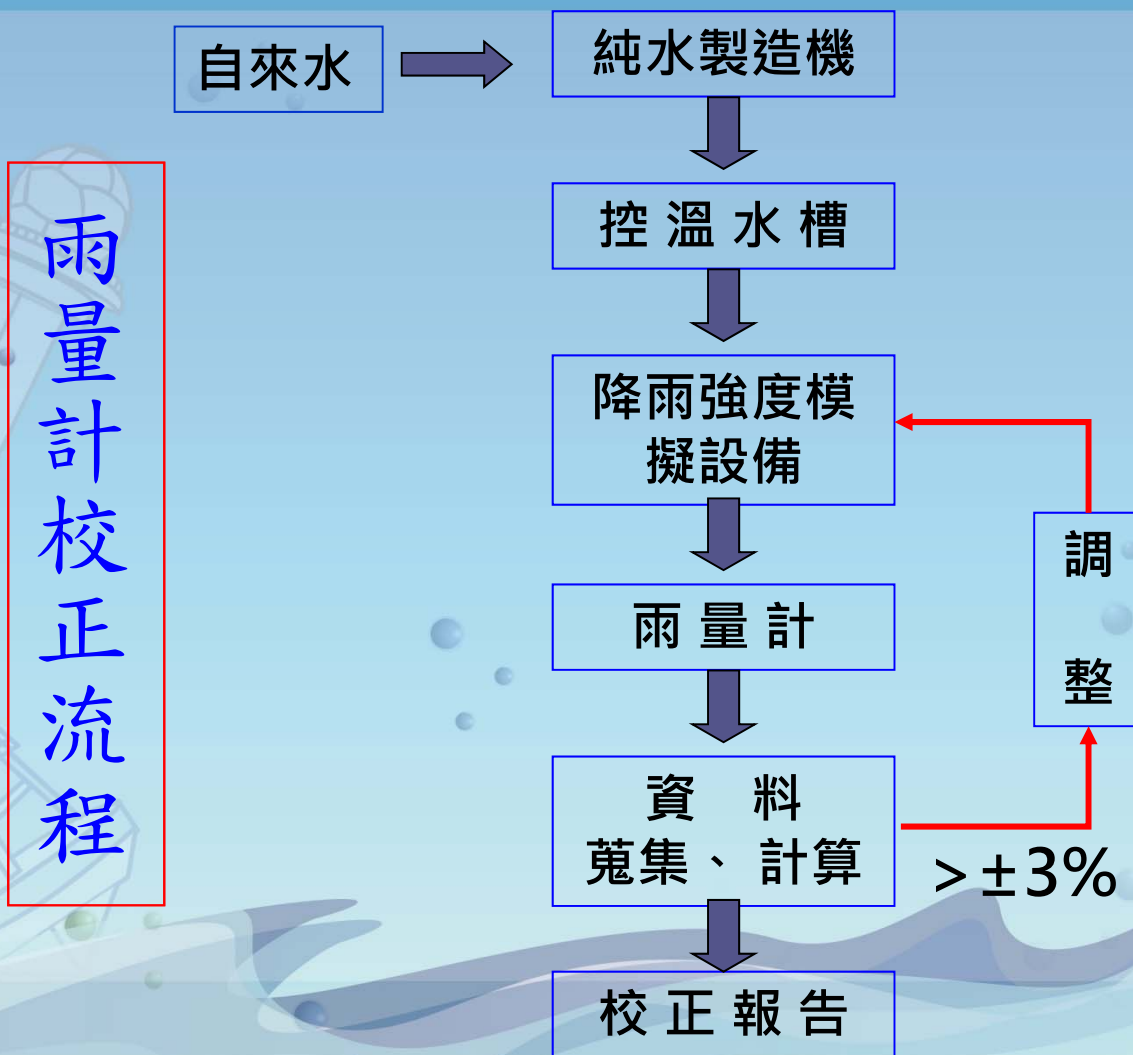 雨量計校正流程
自來水
純水製造機
控溫水槽
降雨強度模
擬設備
雨量計
資 料
蒐集、計算
>±3%
調
整
校正報告